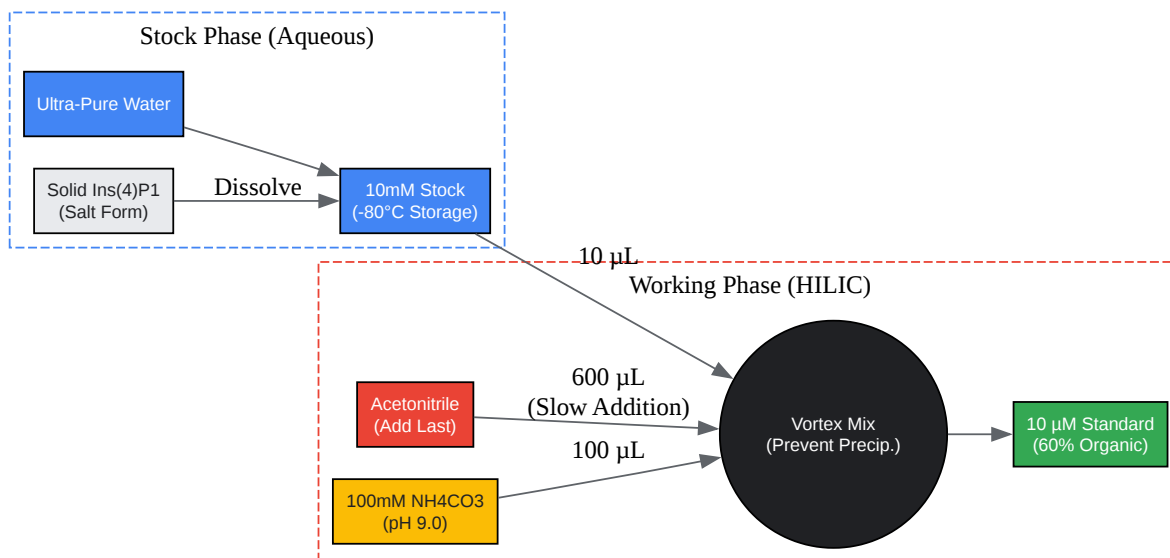 Stock Phase (Aqueous)
Ultra-Pure Water
Solid Ins(4)P1
(Salt Form)
Dissolve
10mM Stock
(-80°C Storage)
10 µL
Working Phase (HILIC)
Acetonitrile
(Add Last)
600 µL
(Slow Addition)
100 µL
100mM NH4CO3
(pH 9.0)
Vortex Mix
(Prevent Precip.)
10 µM Standard
(60% Organic)